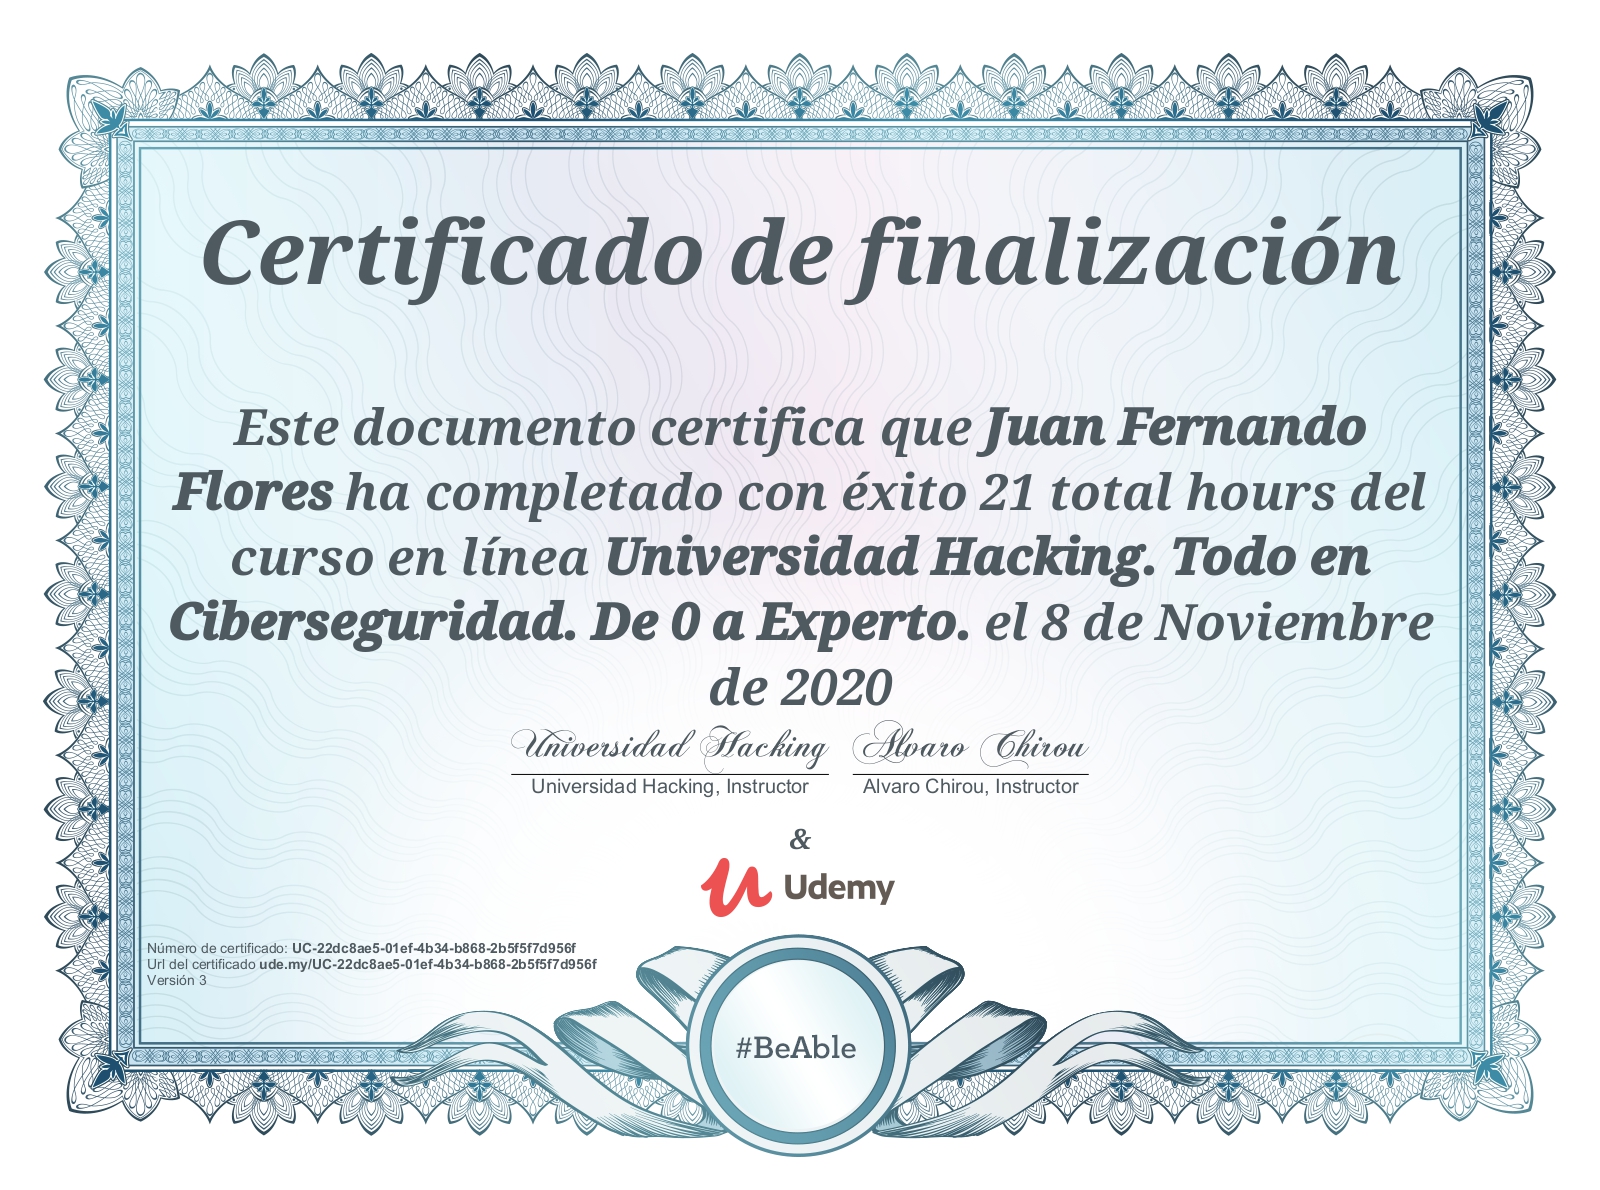 Certificado de finalización
Este documento certifica que Juan Fernando
Flores ha completado con éxito 21 total hours del
curso en línea Universidad Hacking. Todo en
Ciberseguridad. De 0 a Experto. el 8 de Noviembre
de 2020
Universidad Hacking Alvaro Chirou
Universidad Hacking, Instructor Alvaro Chirou, Instructor
&
Udemy
Número de certificado: UC-22dc8ae5-01ef-4b34-b868-2b5f5f7d956f
Url del certificado ude.my/UC-22dc8ae5-01ef-4b34-b868-2b5f5f7d956f
Versión 3
#BeAble